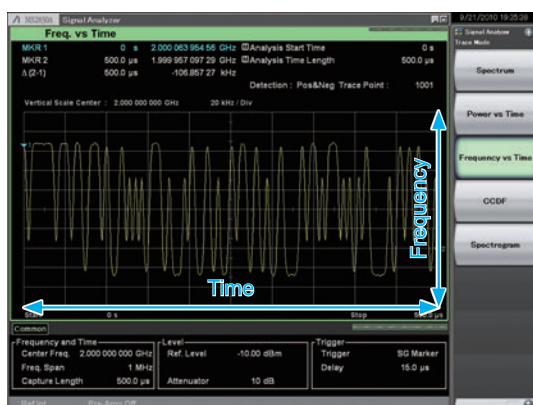 MS2830A Signal Analyzer 9/21/2010 19:25:38
Freq. vs Time
MKR 1 0 s 2.000 063 954 56 GHz Analysis Start Time 0 s
MKR 2 500.0 µs 1.999 957 097 29 GHz Analysis Time Length 500.0 µs
Δ (2-1) 500.0 µs -106.857 27 kHz
Detection : Pos&Neg Trace Point : 1001
Vertical Scale Center : 2.000 000 000 GHz 20 kHz / Div
Frequency
Time
Start 0 s Stop 500.0 µs
Common
Frequency and Time
Center Freq. 2.000 000 000 GHz
Freq. Span 1 MHz
Capture Length 500.0 µs
Level
Ref. Level -10.00 dBm
Attenuator 10 dB
Trigger
Trigger SG Marker
Delay 15.0 µs
Ref.Int Pre-Amp Off
Signal Analyzer
Trace Mode
Spectrum
Power vs Time
Frequency vs Time
CCDF
Spectrogram